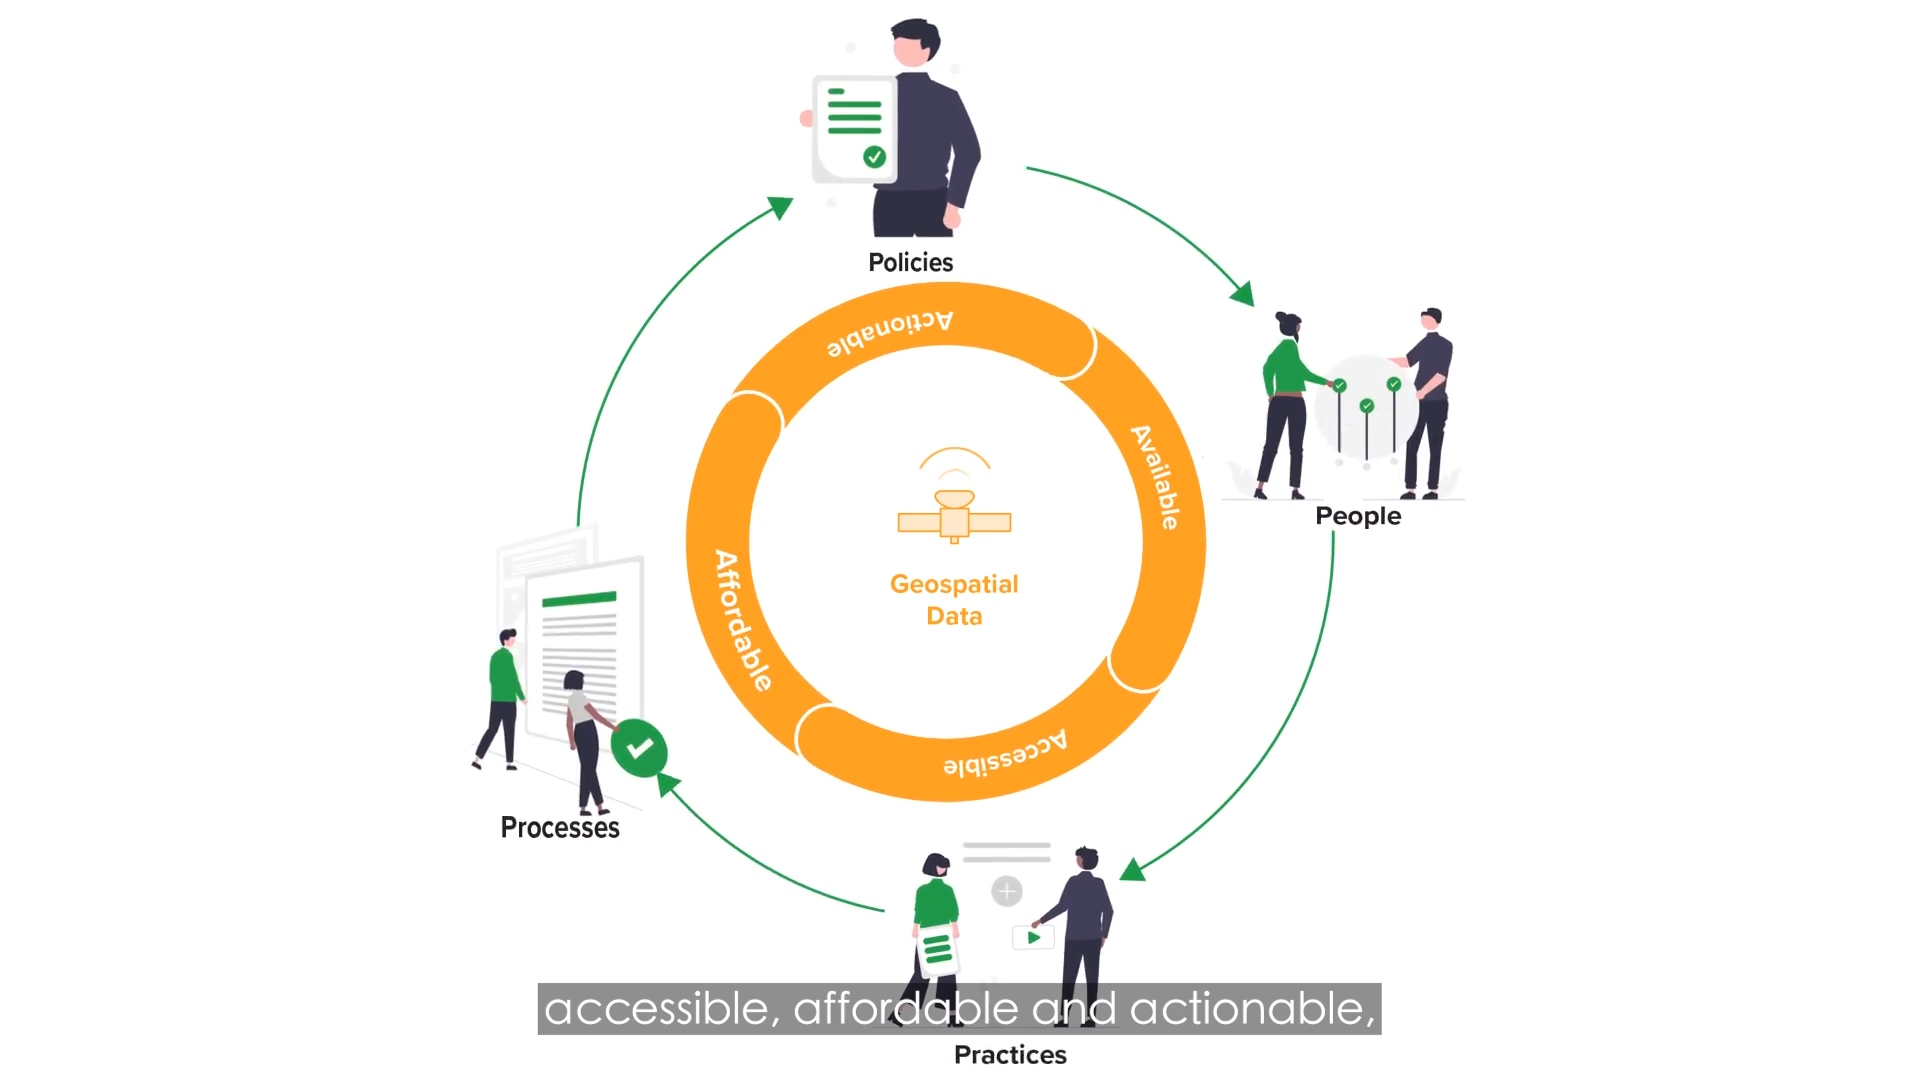 Policies
Actionable
Available
People
Geospatial
Data
Affordable
Accessible
Processes
accessible, affordable and actionable,
Practices